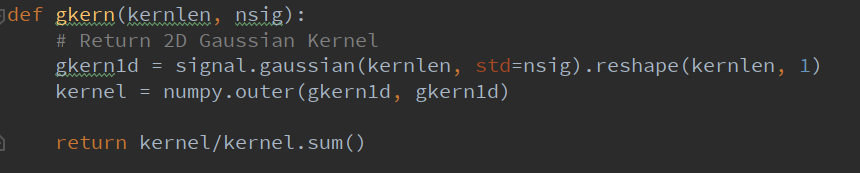 def gkern(kernlen, nsig):
    # Return 2D Gaussian Kernel
    gkern1d = signal.gaussian(kernlen, std=nsig).reshape(kernlen, 1)
    kernel = numpy.outer(gkern1d, gkern1d)
    return kernel/kernel.sum()